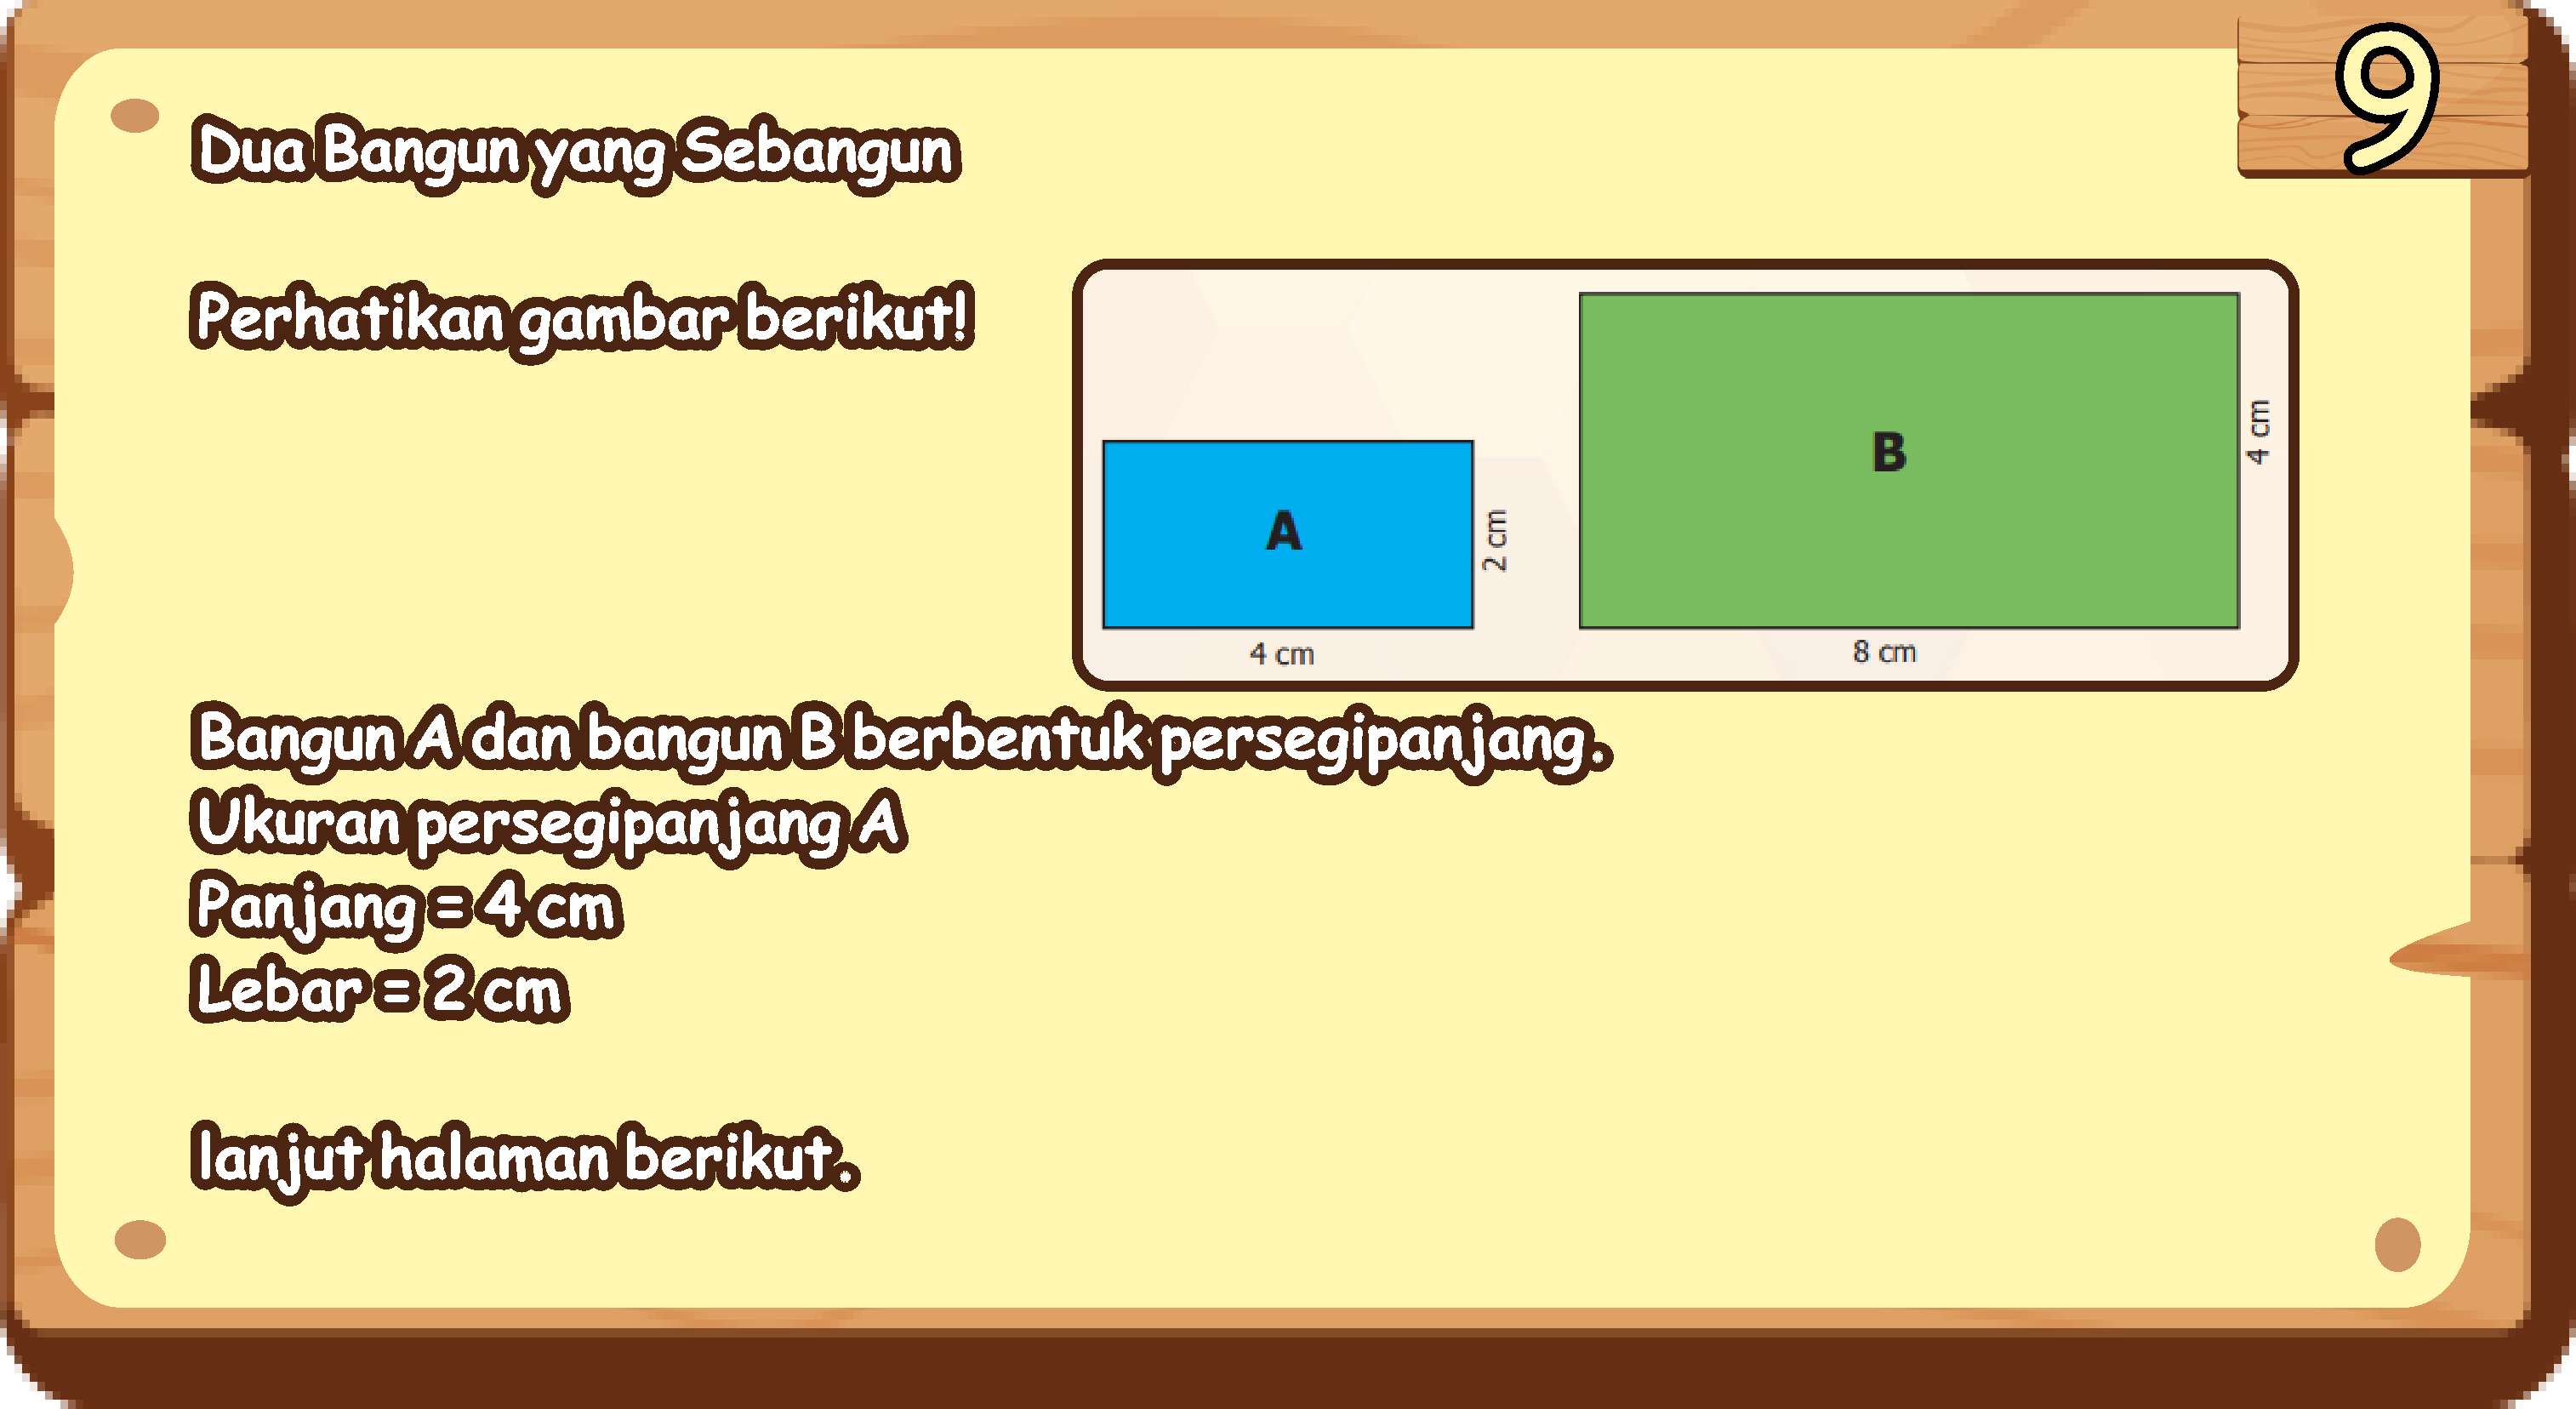 9
Dua Bangun yang Sebangun
Perhatikan gambar berikut!
A
2 cm
4 cm
B
4 cm
8 cm
Bangun A dan bangun B berbentuk persegipanjang.
Ukuran persegipanjang A
Panjang = 4 cm
Lebar = 2 cm
lanjut halaman berikut.